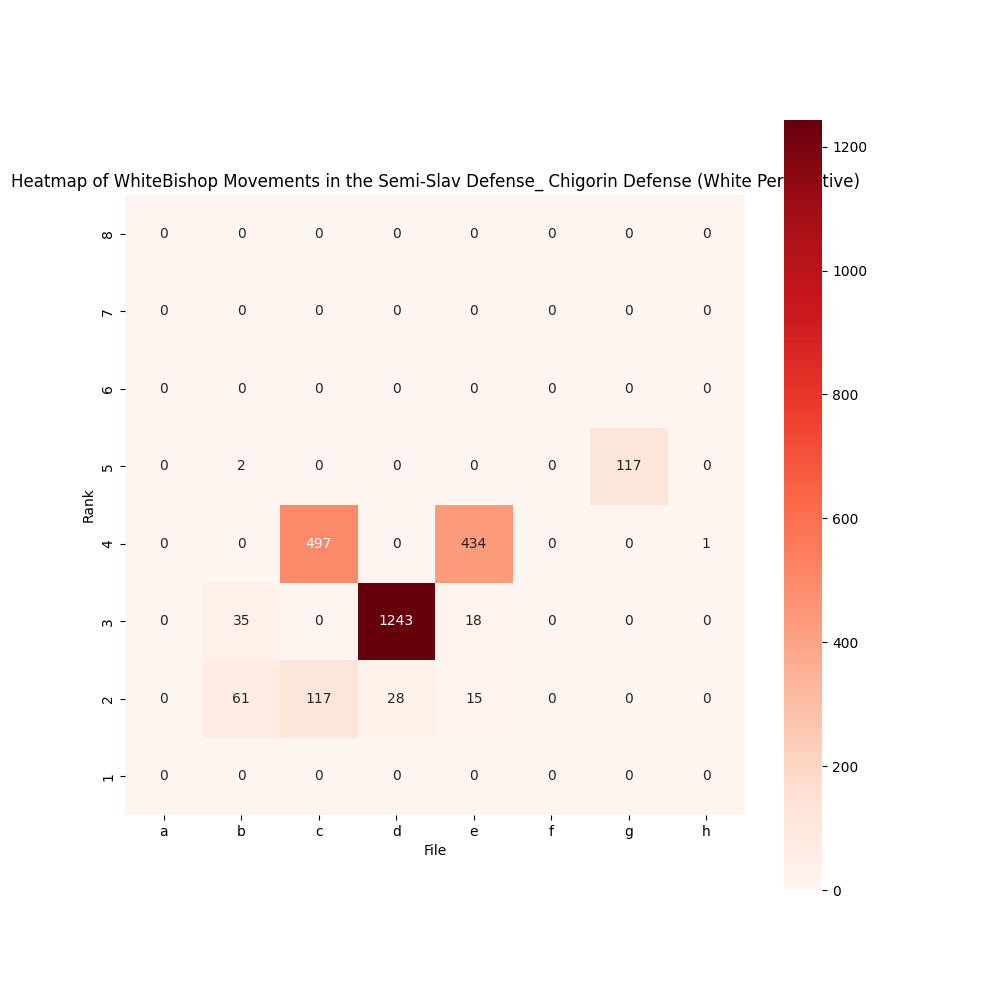 Heatmap of WhiteBishop Movements in the Semi-Slav Defense_ Chigorin Defense (White Per tive)
8 0 0 0 0 0 0 0 0
7 0 0 0 0 0 0 0 0
6 0 0 0 0 0 0 0 0
5 0 2 0 0 0 0 117 0
4 0 0 497 0 434 0 0 1
3 0 35 0 1243 18 0 0 0
2 0 61 117 28 15 0 0 0
1 0 0 0 0 0 0 0 0
a b c d e f g h
Rank
File
1200
1000
800
600
400
200
0